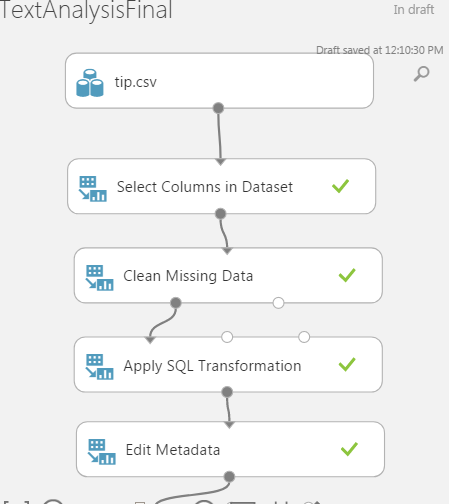 TextAnalysisFinal
In draft
Draft saved at 12:10:30 PM
tip.csv
Select Columns in Dataset
Clean Missing Data
Apply SQL Transformation
Edit Metadata